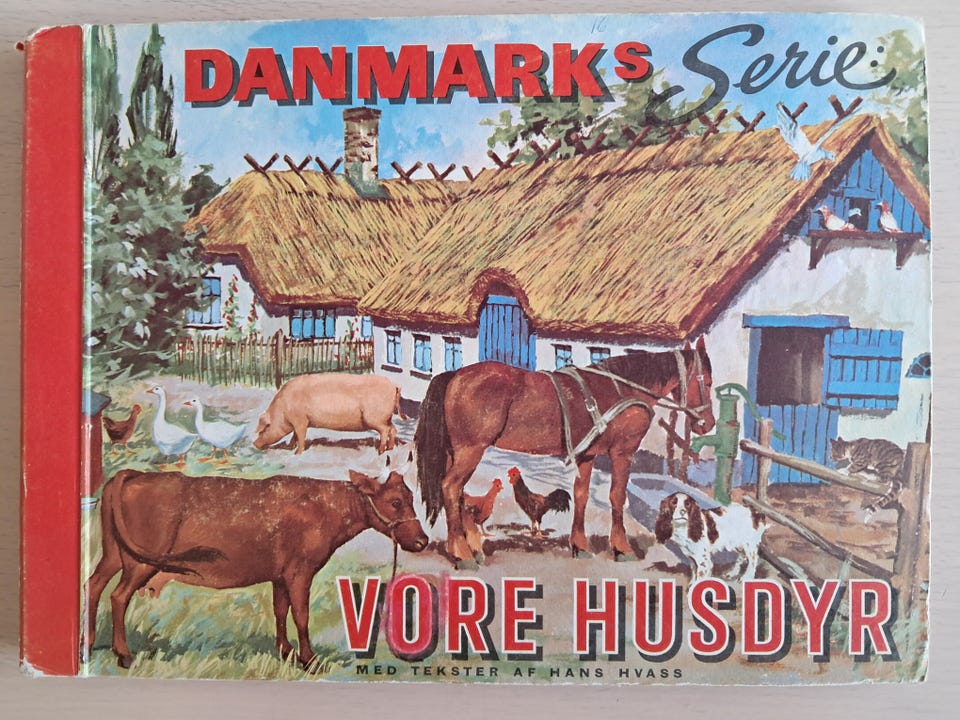 DANMARKs Serie:
VORE HUSDYR
MED TEKSTER AF HANS HVASS